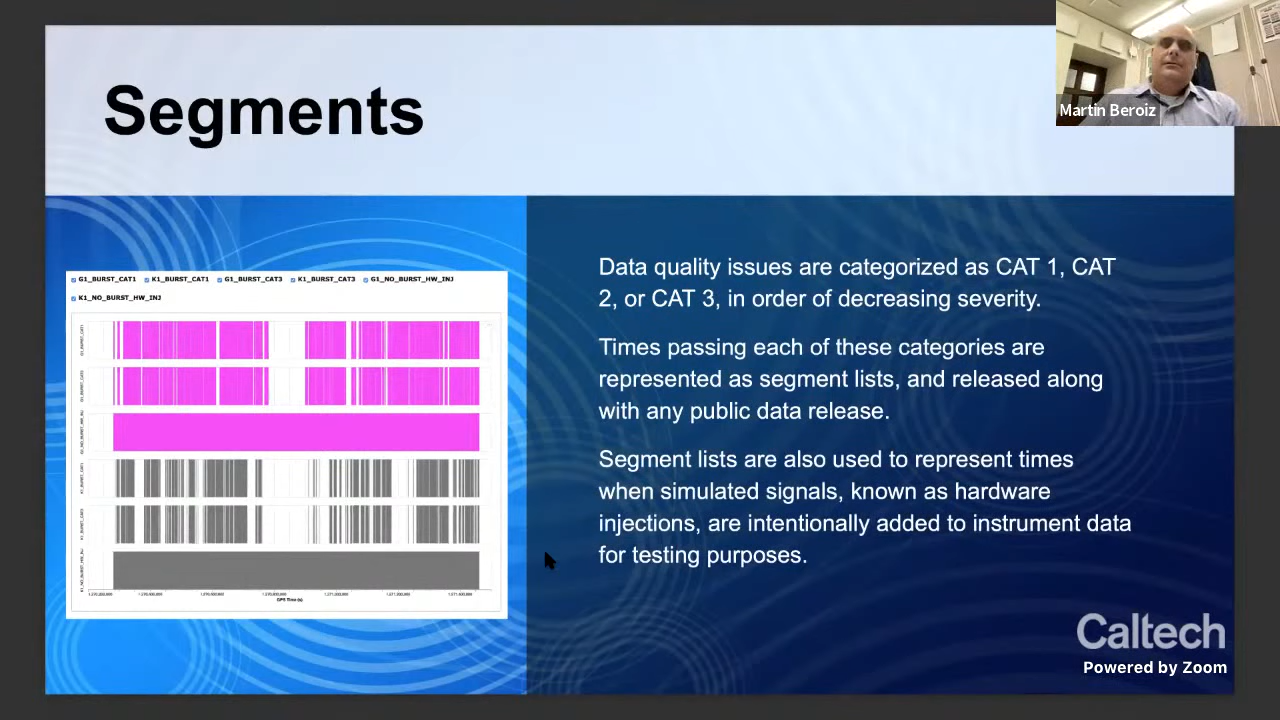 Segments
Martin Beroiz
G1_BURST_CAT1 K1_BURST_CAT1 G1_BURST_CAT3 K1_BURST_CAT3 G1_NO_BURST_HW_INJ
K1_NO_BURST_HW_INJ
GPS Time (s)
Data quality issues are categorized as CAT 1, CAT
2, or CAT 3, in order of decreasing severity.
Times passing each of these categories are
represented as segment lists, and released along
with any public data release.
Segment lists are also used to represent times
when simulated signals, known as hardware
injections, are intentionally added to instrument data
for testing purposes.
Caltech
Powered by Zoom